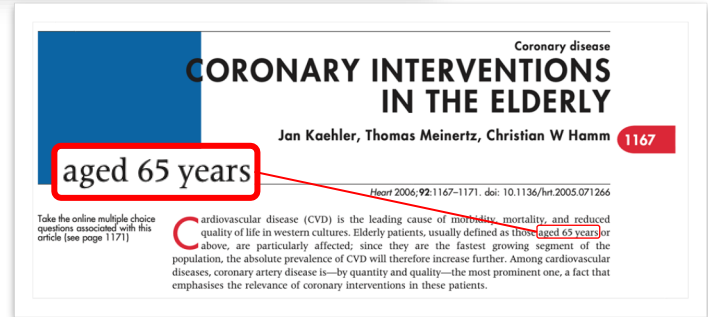 Coronary disease
CORONARY INTERVENTIONS
IN THE ELDERLY
Jan Kaehler, Thomas Meinertz, Christian W Hamm
1167
aged 65 years
Heart 2006;92:1167–1171. doi: 10.1136/hrt.2005.071266
Take the online multiple choice
questions associated with this
article (see page 1171)
Cardiovascular disease (CVD) is the leading cause of morbidity, mortality, and reduced
quality of life in western cultures. Elderly patients, usually defined as those aged 65 years or
above, are particularly affected; since they are the fastest growing segment of the
population, the absolute prevalence of CVD will therefore increase further. Among cardiovascular
diseases, coronary artery disease is—by quantity and quality—the most prominent one, a fact that
emphasises the relevance of coronary interventions in these patients.